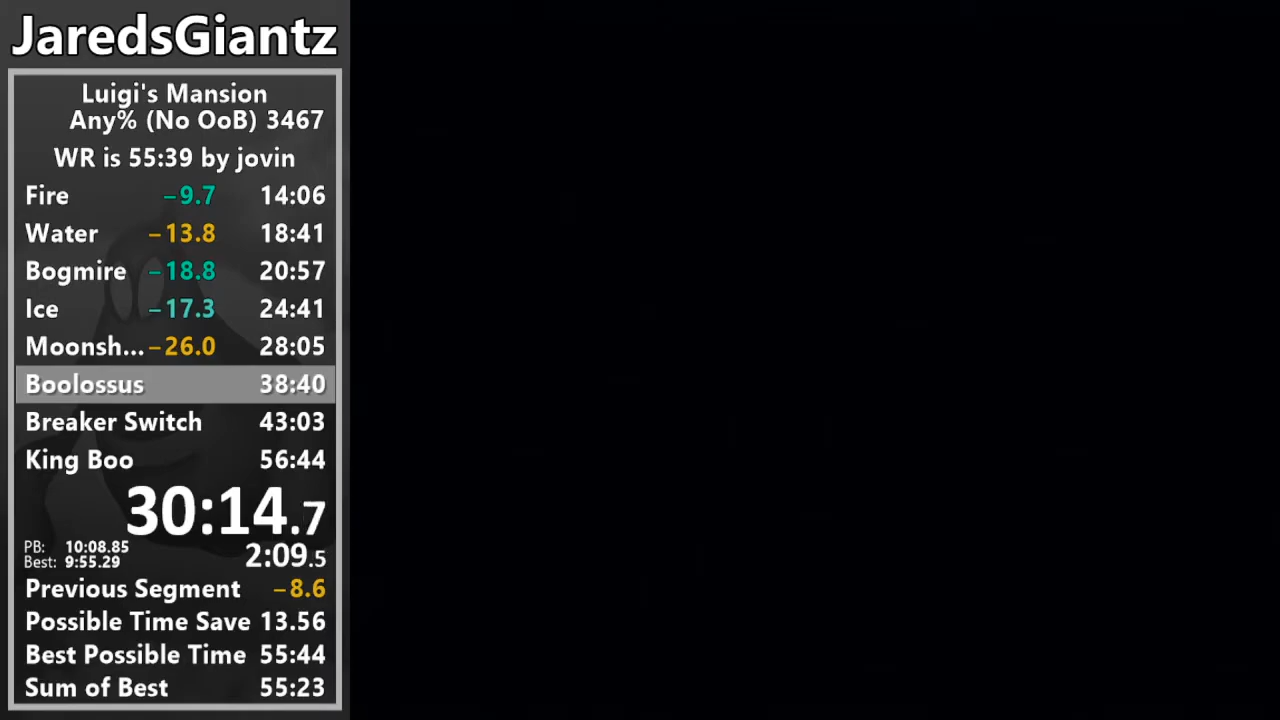 JaredsGiantz
Luigi's Mansion
Any% (No OoB) 3467
WR is 55:39 by jovin
Fire -9.7 14:06
Water -13.8 18:41
Bogmire -18.8 20:57
Ice -17.3 24:41
Moonsh... -26.0 28:05
Boolossus 38:40
Breaker Switch 43:03
King Boo 56:44
30:14.7
PB: 10:08.85
Best: 9:55.29
2:09.5
Previous Segment -8.6
Possible Time Save 13.56
Best Possible Time 55:44
Sum of Best 55:23